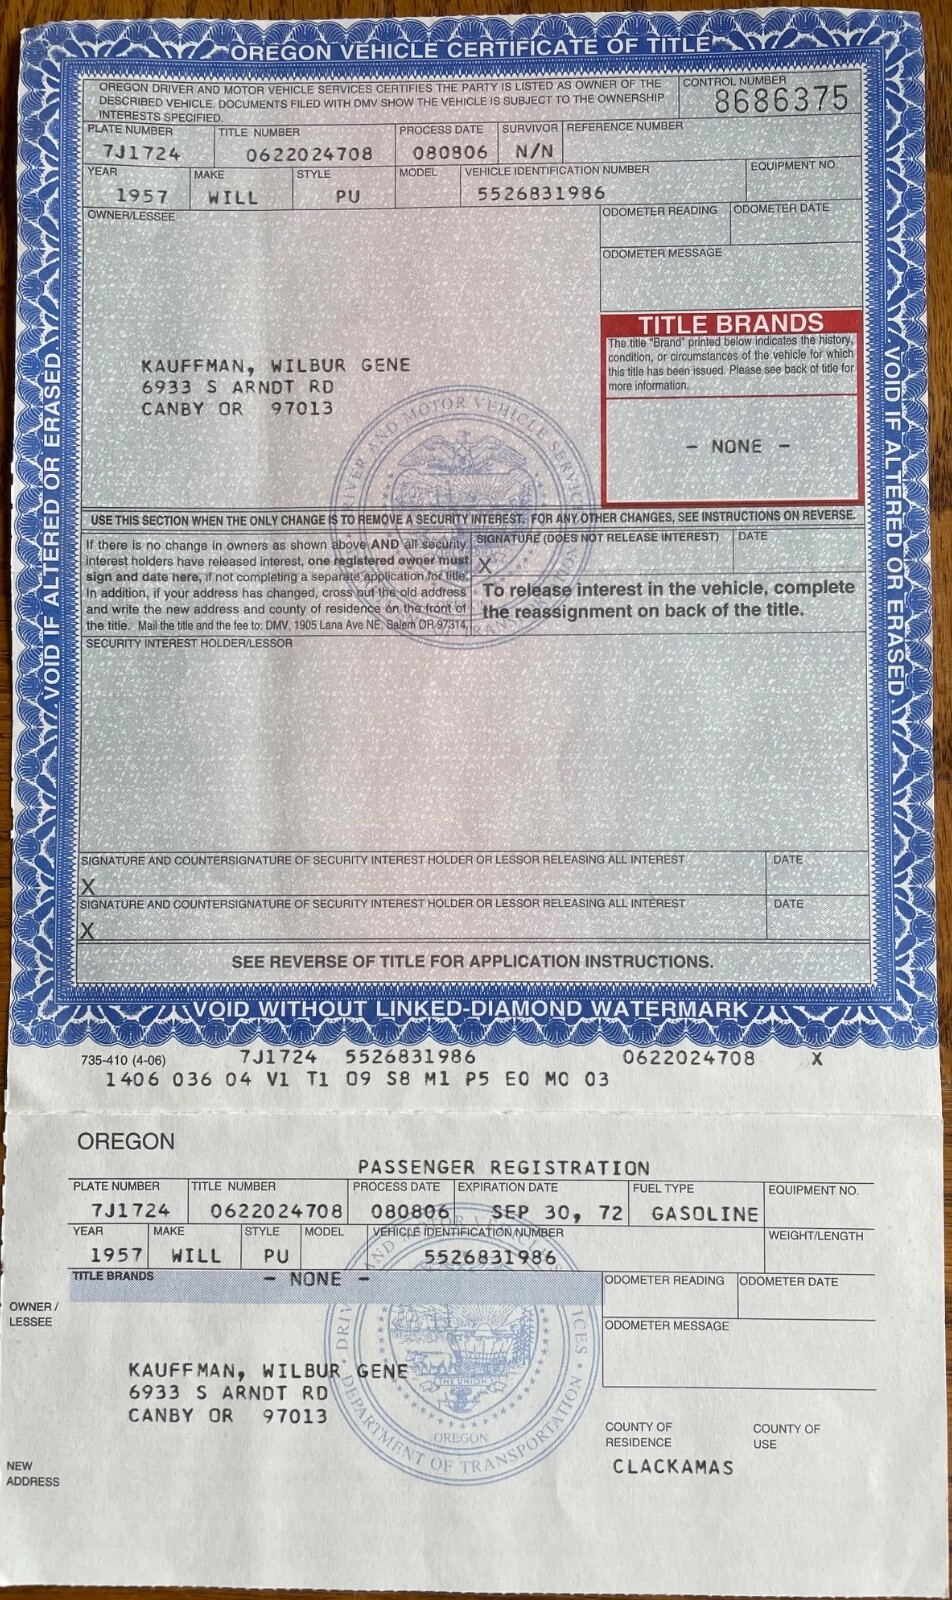 OREGON VEHICLE CERTIFICATE OF TITLE
OREGON DRIVER AND MOTOR VEHICLE SERVICES CERTIFIES THE PARTY IS LISTED AS OWNER OF THE
DESCRIBED VEHICLE. DOCUMENTS FILED WITH DMV SHOW THE VEHICLE IS SUBJECT TO THE OWNERSHIP
INTERESTS SPECIFIED.
CONTROL NUMBER
8686375
PLATE NUMBER TITLE NUMBER PROCESS DATE SURVIVOR REFERENCE NUMBER
7J1724 0622024708 080806 N/N
YEAR MAKE STYLE MODEL VEHICLE IDENTIFICATION NUMBER EQUIPMENT NO.
1957 WILL PU 5526831986
OWNER/LESSEE ODOMETER READING ODOMETER DATE
ODOMETER MESSAGE
TITLE BRANDS
The title "Brand" printed below indicates the history,
condition, or circumstances of the vehicle for which
this title has been issued. Please see back of title for
more information.
- NONE -
KAUFFMAN, WILBUR GENE
6933 S ARNDT RD
CANBY OR 97013
USE THIS SECTION WHEN THE ONLY CHANGE IS TO REMOVE A SECURITY INTEREST. FOR ANY OTHER CHANGES, SEE INSTRUCTIONS ON REVERSE.
If there is no change in owners as shown above AND all security
interest holders have released interest, one registered owner must
sign and date here, if not completing a separate application for title.
In addition, if your address has changed, cross out the old address
and write the new address and county of residence on the front of
the title. Mail the title and the fee to: DMV, 1905 Lana Ave NE, Salem OR 97314.
SIGNATURE (DOES NOT RELEASE INTEREST) DATE
X
To release interest in the vehicle, complete
the reassignment on back of the title.
SECURITY INTEREST HOLDER/LESSOR
SIGNATURE AND COUNTERSIGNATURE OF SECURITY INTEREST HOLDER OR LESSOR RELEASING ALL INTEREST DATE
X
SIGNATURE AND COUNTERSIGNATURE OF SECURITY INTEREST HOLDER OR LESSOR RELEASING ALL INTEREST DATE
X
SEE REVERSE OF TITLE FOR APPLICATION INSTRUCTIONS.
VOID WITHOUT LINKED-DIAMOND WATERMARK
VOID IF ALTERED OR ERASED
VOID IF ALTERED OR ERASED
735-410 (4-06) 7J1724 5526831986 0622024708 X
1406 036 04 V1 T1 09 S8 M1 P5 E0 M0 03
OREGON
PASSENGER REGISTRATION
PLATE NUMBER TITLE NUMBER PROCESS DATE EXPIRATION DATE FUEL TYPE EQUIPMENT NO.
7J1724 0622024708 080806 SEP 30, 72 GASOLINE
YEAR MAKE STYLE MODEL VEHICLE IDENTIFICATION NUMBER WEIGHT/LENGTH
1957 WILL PU 5526831986
TITLE BRANDS - NONE - ODOMETER READING ODOMETER DATE
OWNER /
LESSEE
ODOMETER MESSAGE
KAUFFMAN, WILBUR GENE
6933 S ARNDT RD
CANBY OR 97013
DEPARTMENT OF TRANSPORTATION
OREGON
THE UNION
COUNTY OF
RESIDENCE
COUNTY OF
USE
CLACKAMAS
NEW
ADDRESS